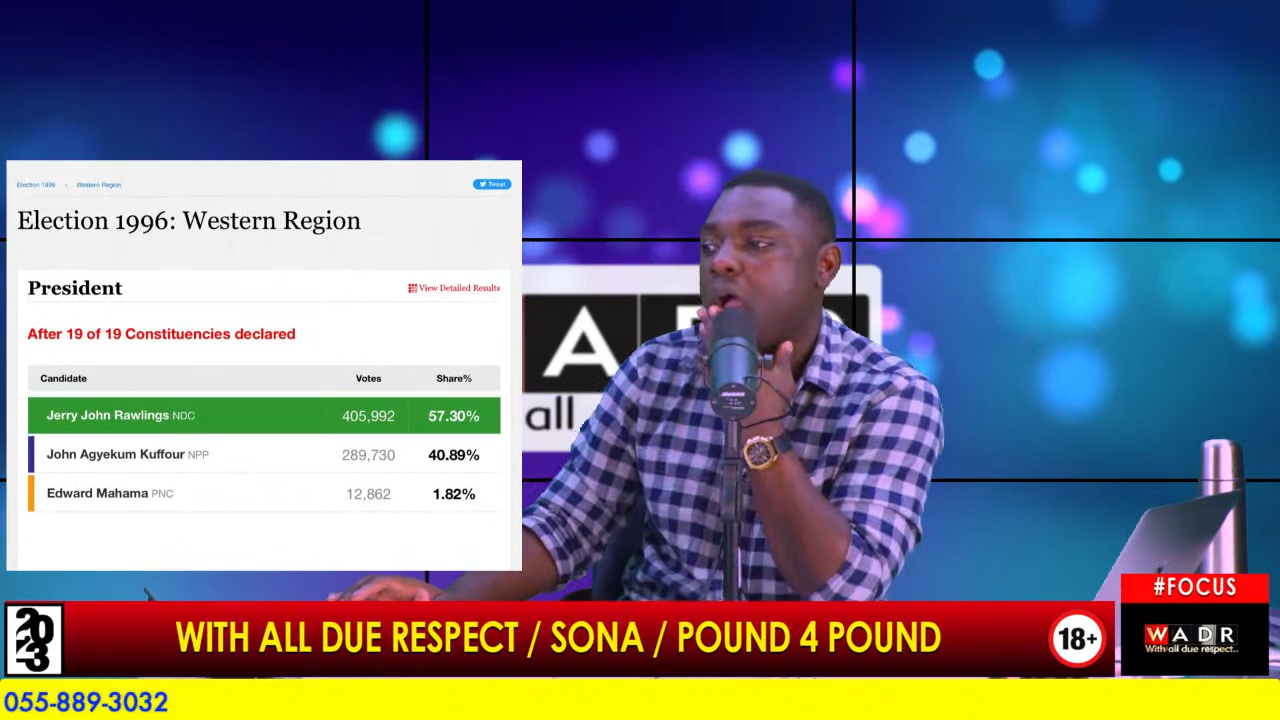 Election 1996 Western Region
Tweet
Election 1996: Western Region
President
View Detailed Results
After 19 of 19 Constituencies declared
Candidate Votes Share%
Jerry John Rawlings NDC 405,992 57.30%
John Agyekum Kuffour NPP 289,730 40.89%
Edward Mahama PNC 12,862 1.82%
A
all
#FOCUS
2023
WITH ALL DUE RESPECT / SONA / POUND 4 POUND
18+
WADR
With all due respect..
055-889-3032